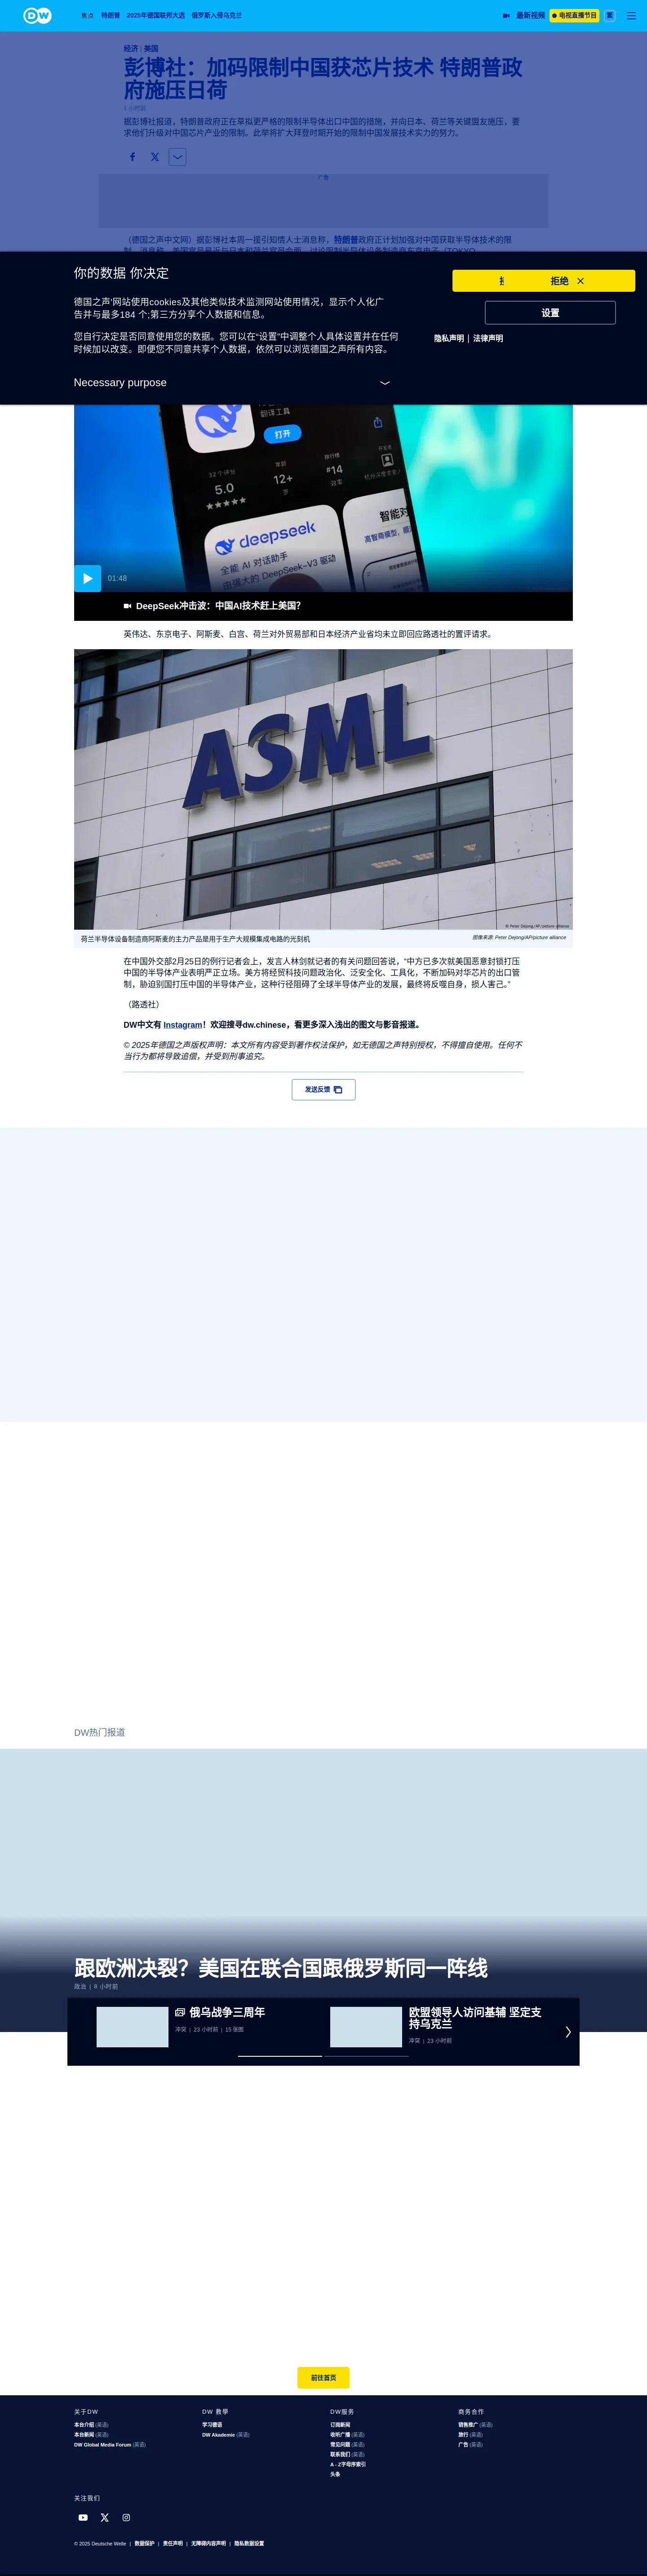 DW
焦点 特朗普 2025年德国联邦大选 俄罗斯入侵乌克兰
最新视频 电视直播节目 繁
经济 | 美国
彭博社：加码限制中国获芯片技术 特朗普政
府施压日荷
1 小时前
据彭博社报道，特朗普政府正在草拟更严格的限制半导体出口中国的措施，并向日本、荷兰等关键盟友施压，要
求他们升级对中国芯片产业的限制。此举将扩大拜登时期开始的限制中国发展技术实力的努力。
广告
（德国之声中文网）据彭博社本周一援引知情人士消息称，特朗普政府正计划加强对中国获取半导体技术的限
你的数据 你决定
德国之声'网站使用cookies及其他类似技术监测网站使用情况，显示个人化广
告并与最多184 个;第三方分享个人数据和信息。
您自行决定是否同意使用您的数据。您可以在"设置"中调整个人具体设置并在任何
时候加以改变。即便您不同意共享个人数据，依然可以浏览德国之声所有内容。
Necessary purpose
拒绝
设置
隐私声明 | 法律声明
翻译工具
打开
32个评分
5.0
年龄
12+
岁
排行榜
#14
效率
开发者
智能对
deepseek
全能 AI 对话助手
由强大的 DeepSeek-V3 驱动
01:48
DeepSeek冲击波：中国AI技术赶上美国？
英伟达、东京电子、阿斯麦、白宫、荷兰对外贸易部和日本经济产业省均未立即回应路透社的置评请求。
ASML
© Peter Dejong/AP/picture alliance
荷兰半导体设备制造商阿斯麦的主力产品是用于生产大规模集成电路的光刻机
图像来源: Peter Dejong/AP/picture alliance
在中国外交部2月25日的例行记者会上，发言人林剑就记者的有关问题回答说，“中方已多次就美国恶意封锁打压
中国的半导体产业表明严正立场。美方将经贸科技问题政治化、泛安全化、工具化，不断加码对华芯片的出口管
制，胁迫别国打压中国的半导体产业，这种行径阻碍了全球半导体产业的发展，最终将反噬自身，损人害己。”
（路透社）
DW中文有 Instagram！欢迎搜寻dw.chinese，看更多深入浅出的图文与影音报道。
© 2025年德国之声版权声明：本文所有内容受到著作权法保护，如无德国之声特别授权，不得擅自使用。任何不
当行为都将导致追偿，并受到刑事追究。
发送反馈
DW热门报道
跟欧洲决裂？美国在联合国跟俄罗斯同一阵线
政治 | 8 小时前
俄乌战争三周年
冲突 | 23 小时前 | 15 张图
欧盟领导人访问基辅 坚定支
持乌克兰
冲突 | 23 小时前
前往首页
关于DW
本台介绍 (英语)
本台新闻 (英语)
DW Global Media Forum (英语)
DW 教学
学习德语
DW Akademie (英语)
DW服务
订阅新闻
收听广播 (英语)
常见问题 (英语)
联系我们 (英语)
A - Z字母序索引
头条
商务合作
销售推广 (英语)
旅行 (英语)
广告 (英语)
关注我们
© 2025 Deutsche Welle | 数据保护 | 责任声明 | 无障碍内容声明 | 隐私数据设置